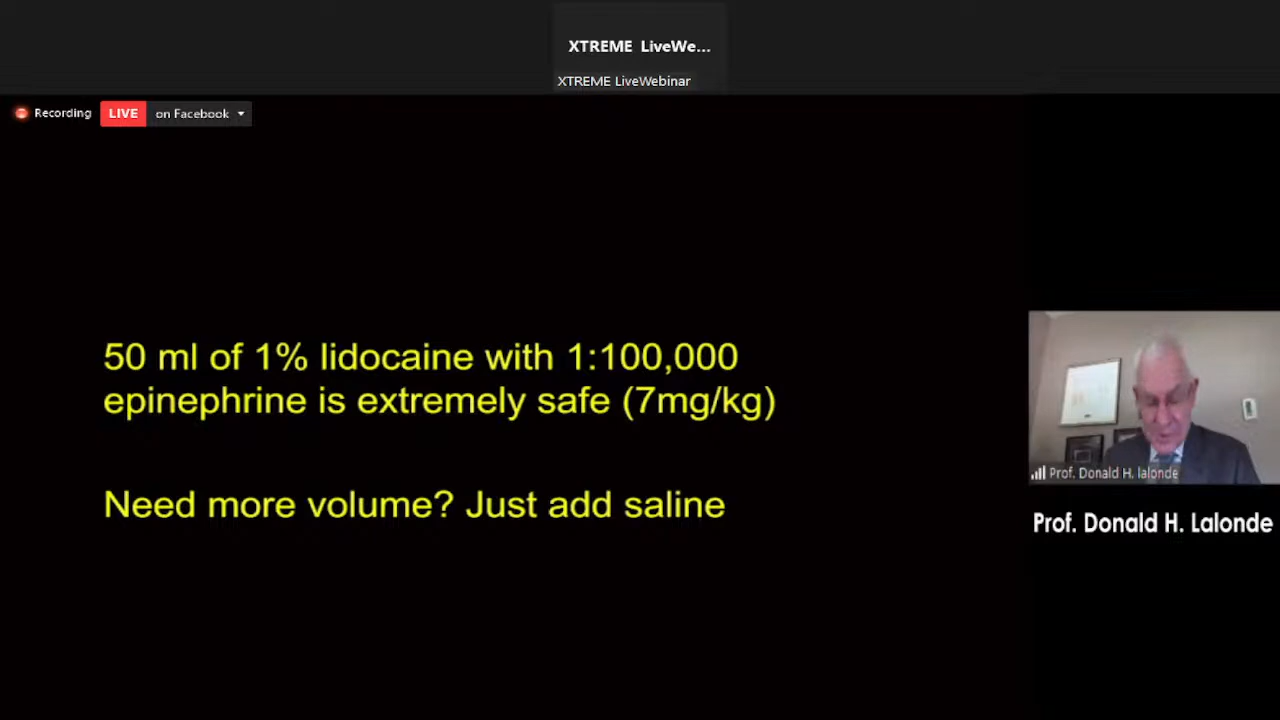 XTREME LiveWe...
XTREME LiveWebinar
Recording
LIVE
on Facebook
50 ml of 1% lidocaine with 1:100,000
epinephrine is extremely safe (7mg/kg)
Need more volume? Just add saline
Prof. Donald H. lalonde
Prof. Donald H. Lalonde